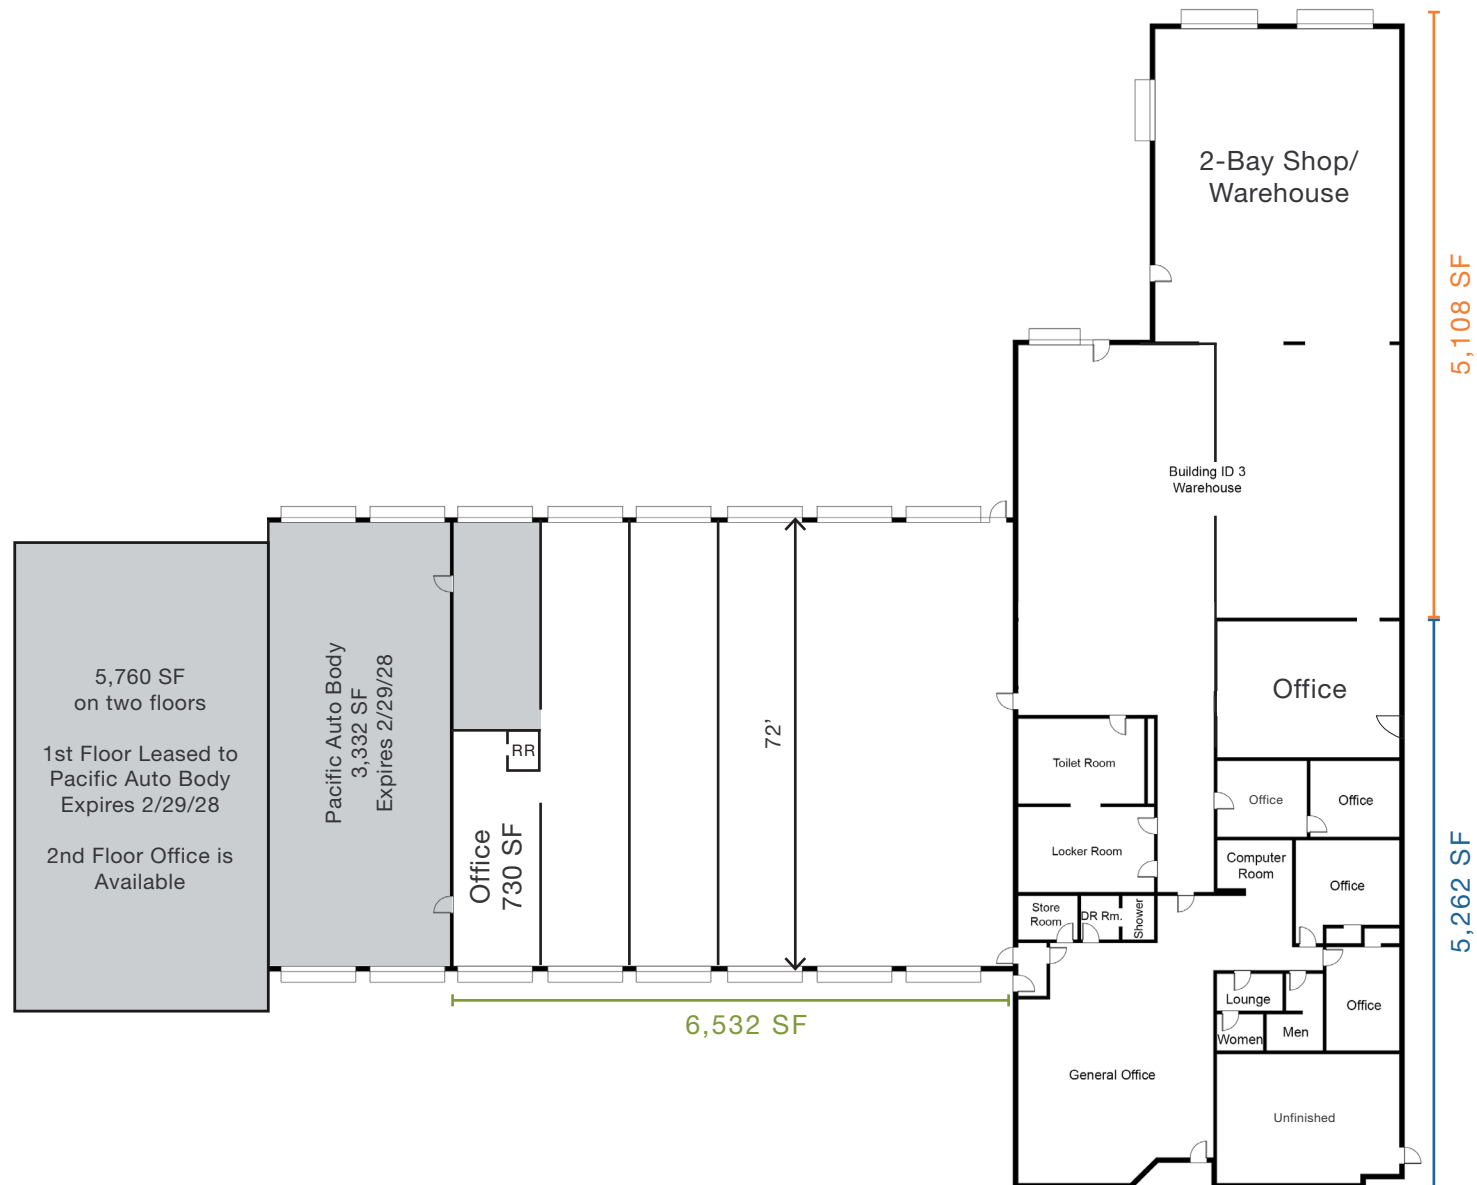 5,760 SF
on two floors
1st Floor Leased to
Pacific Auto Body
Expires 2/29/28
2nd Floor Office is
Available
Pacific Auto Body
3,332 SF
Expires 2/29/28
RR
Office
730 SF
72’
6,532 SF
2-Bay Shop/
Warehouse
Building ID 3
Warehouse
Office
Toilet Room
Office
Office
Locker Room
Computer
Room
Office
Store
Room
DR Rm.
Shower
Lounge
Office
Women
Men
General Office
Unfinished
5,108 SF
5,262 SF